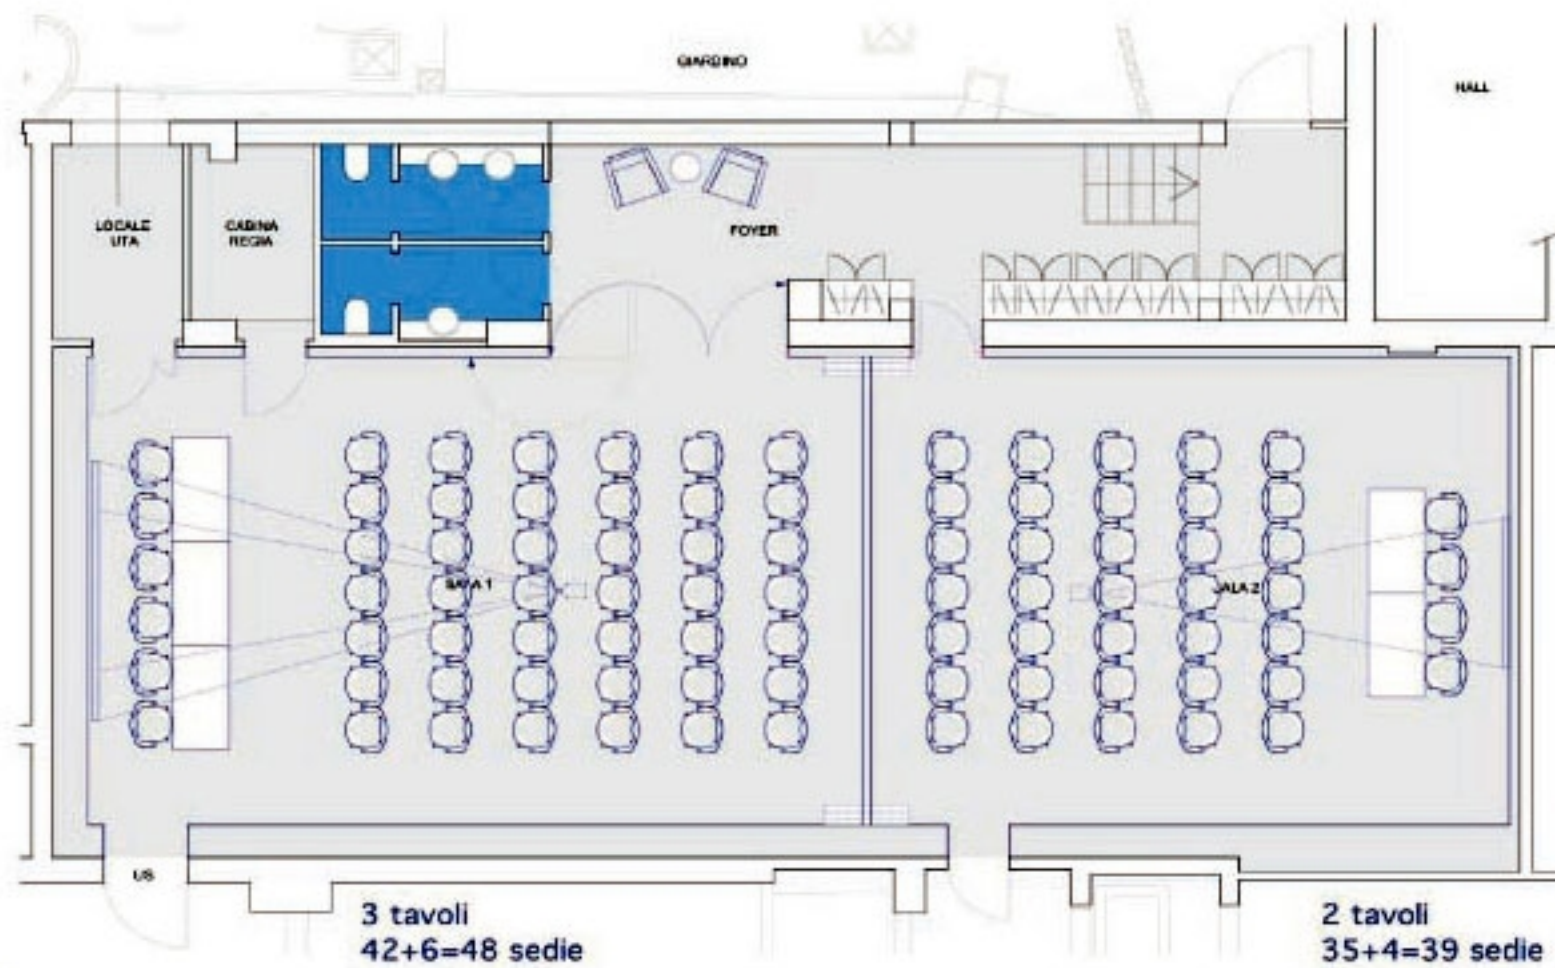 GIARDINO
HALL
LOCALE
UTA
CABINA
REGIA
FOYER
SALA 1
SALA 2
US
3 tavoli
42+6=48 sedie
2 tavoli
35+4=39 sedie